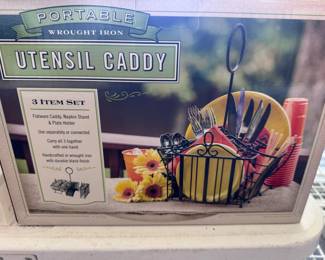 PORTABLE
WROUGHT IRON
UTENSIL CADDY
3 ITEM SET
Flatware Caddy, Napkin Stand
& Plate Holder
Use separately or connected
Carry all 3 together
with one hand
Handcrafted or wrought iron
with durable black finish